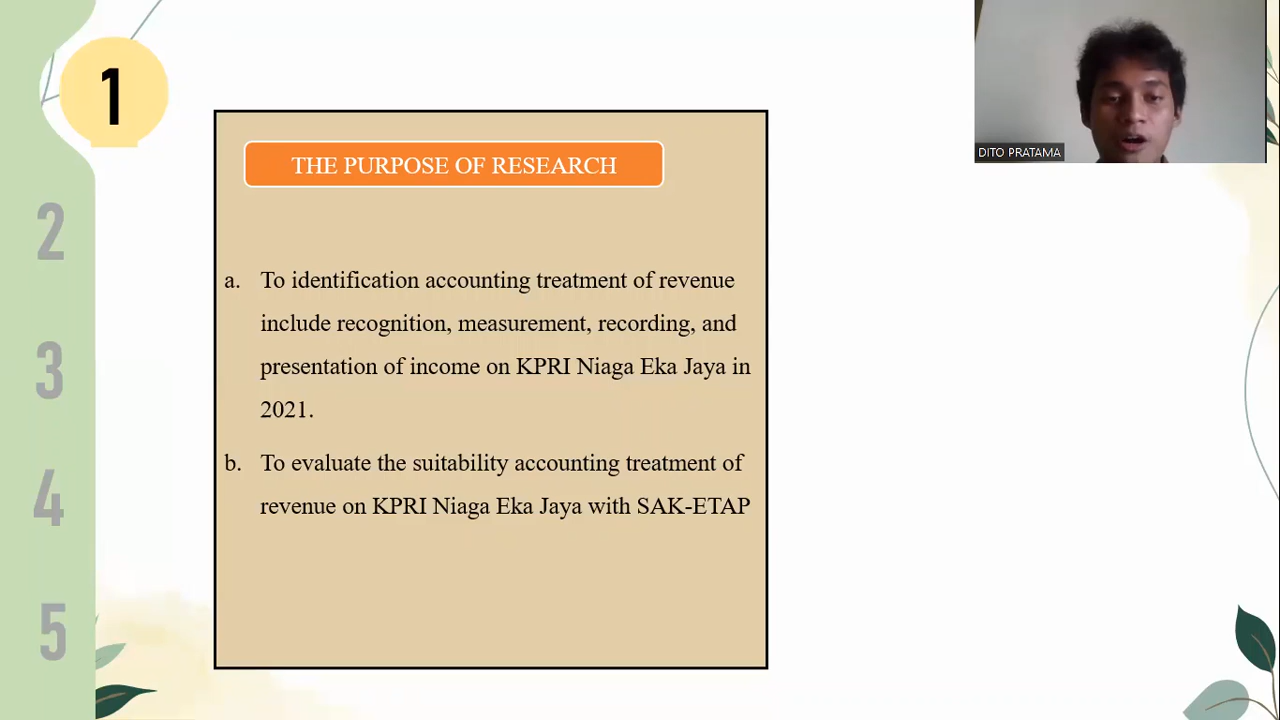 1
DITO PRATAMA
THE PURPOSE OF RESEARCH
2
a. To identification accounting treatment of revenue
include recognition, measurement, recording, and
presentation of income on KPRI Niaga Eka Jaya in
2021.
3
b. To evaluate the suitability accounting treatment of
revenue on KPRI Niaga Eka Jaya with SAK-ETAP
4
5